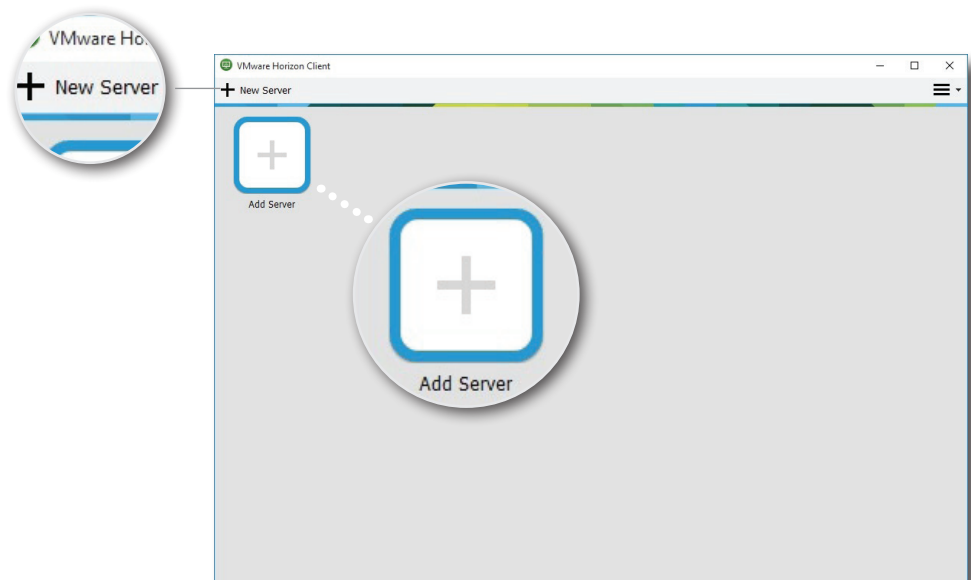 VMware Ho
New Server
VMware Horizon Client
New Server
Add Server
Add Server